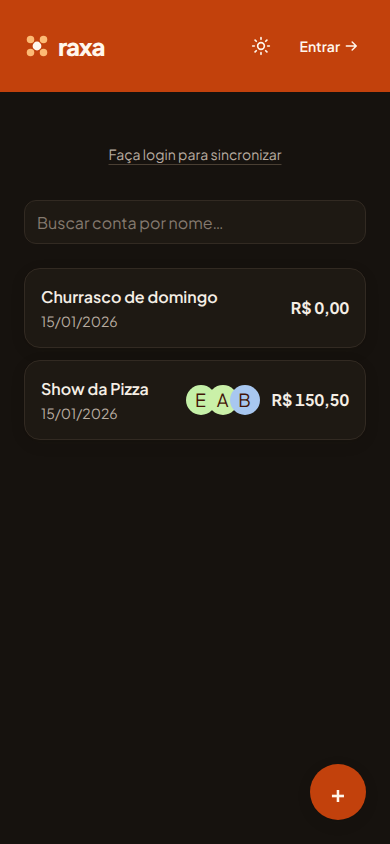 raxa
Entrar →
Faça login para sincronizar
Buscar conta por nome...
Churrasco de domingo
R$ 0,00
15/01/2026
Show da Pizza
E A B
R$ 150,50
15/01/2026
+